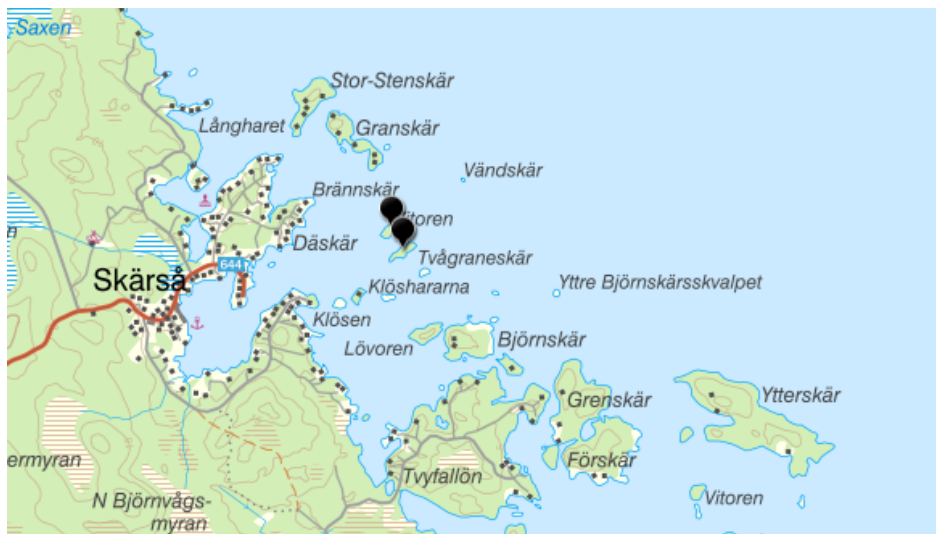 Saxen
Stor-Stenskär
Långharet
Granskär
Vändskär
Brännskär
itoren
Däskär
Tvågraneskär
644
Skärså
Klöshararna
Yttre Björnskärsskvalpet
Klösen
Lövoren
Björnskär
Grenskär
Ytterskär
ermyran
Förskär
Tvyfallön
N Björnvågs-
myran
Vitoren